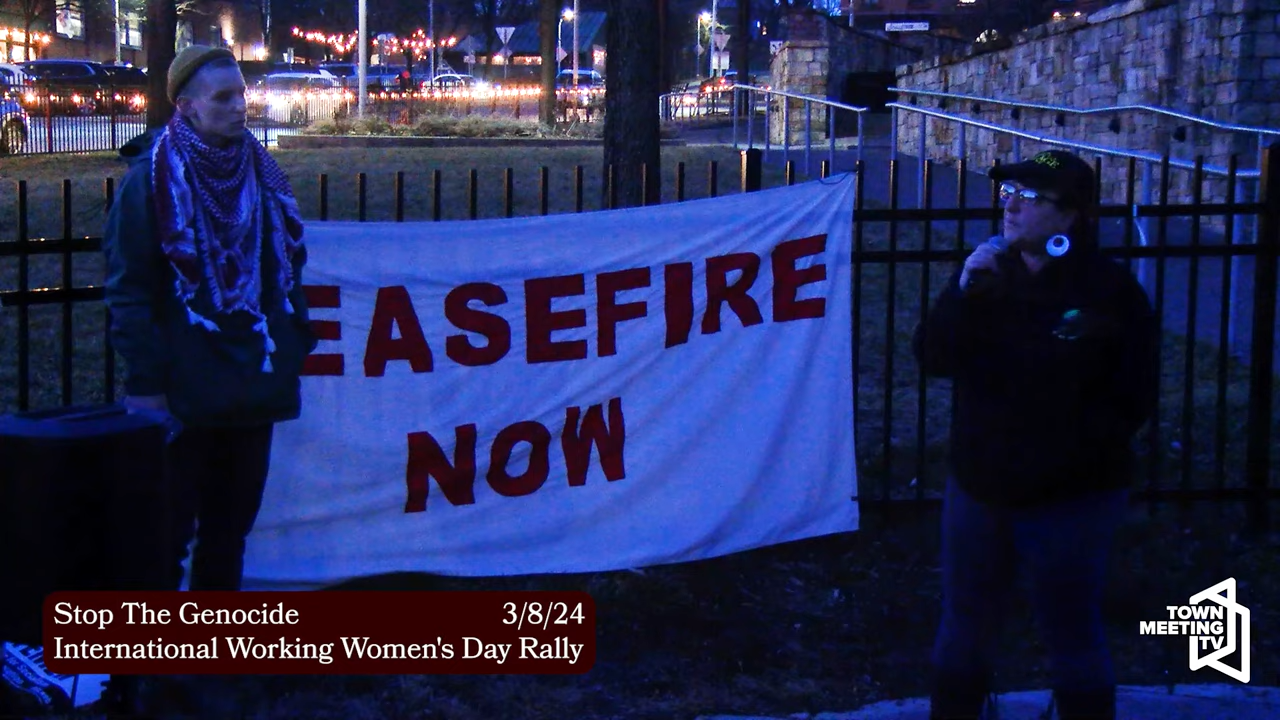 EASEFIRE
NOW
Stop The Genocide 3/8/24
International Working Women's Day Rally
TOWN
MEETING
TV